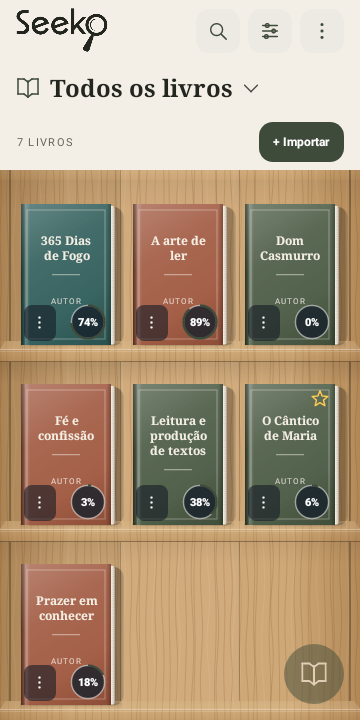 Seeko
Todos os livros
7 LIVROS
+ Importar
365 Dias
de Fogo
AUTOR
74%
A arte de
ler
AUTOR
89%
Dom
Casmurro
AUTOR
0%
Fé e
confissão
AUTOR
3%
Leitura e
produção
de textos
AUTOR
38%
O Cântico
de Maria
AUTOR
6%
Prazer em
conhecer
AUTOR
18%